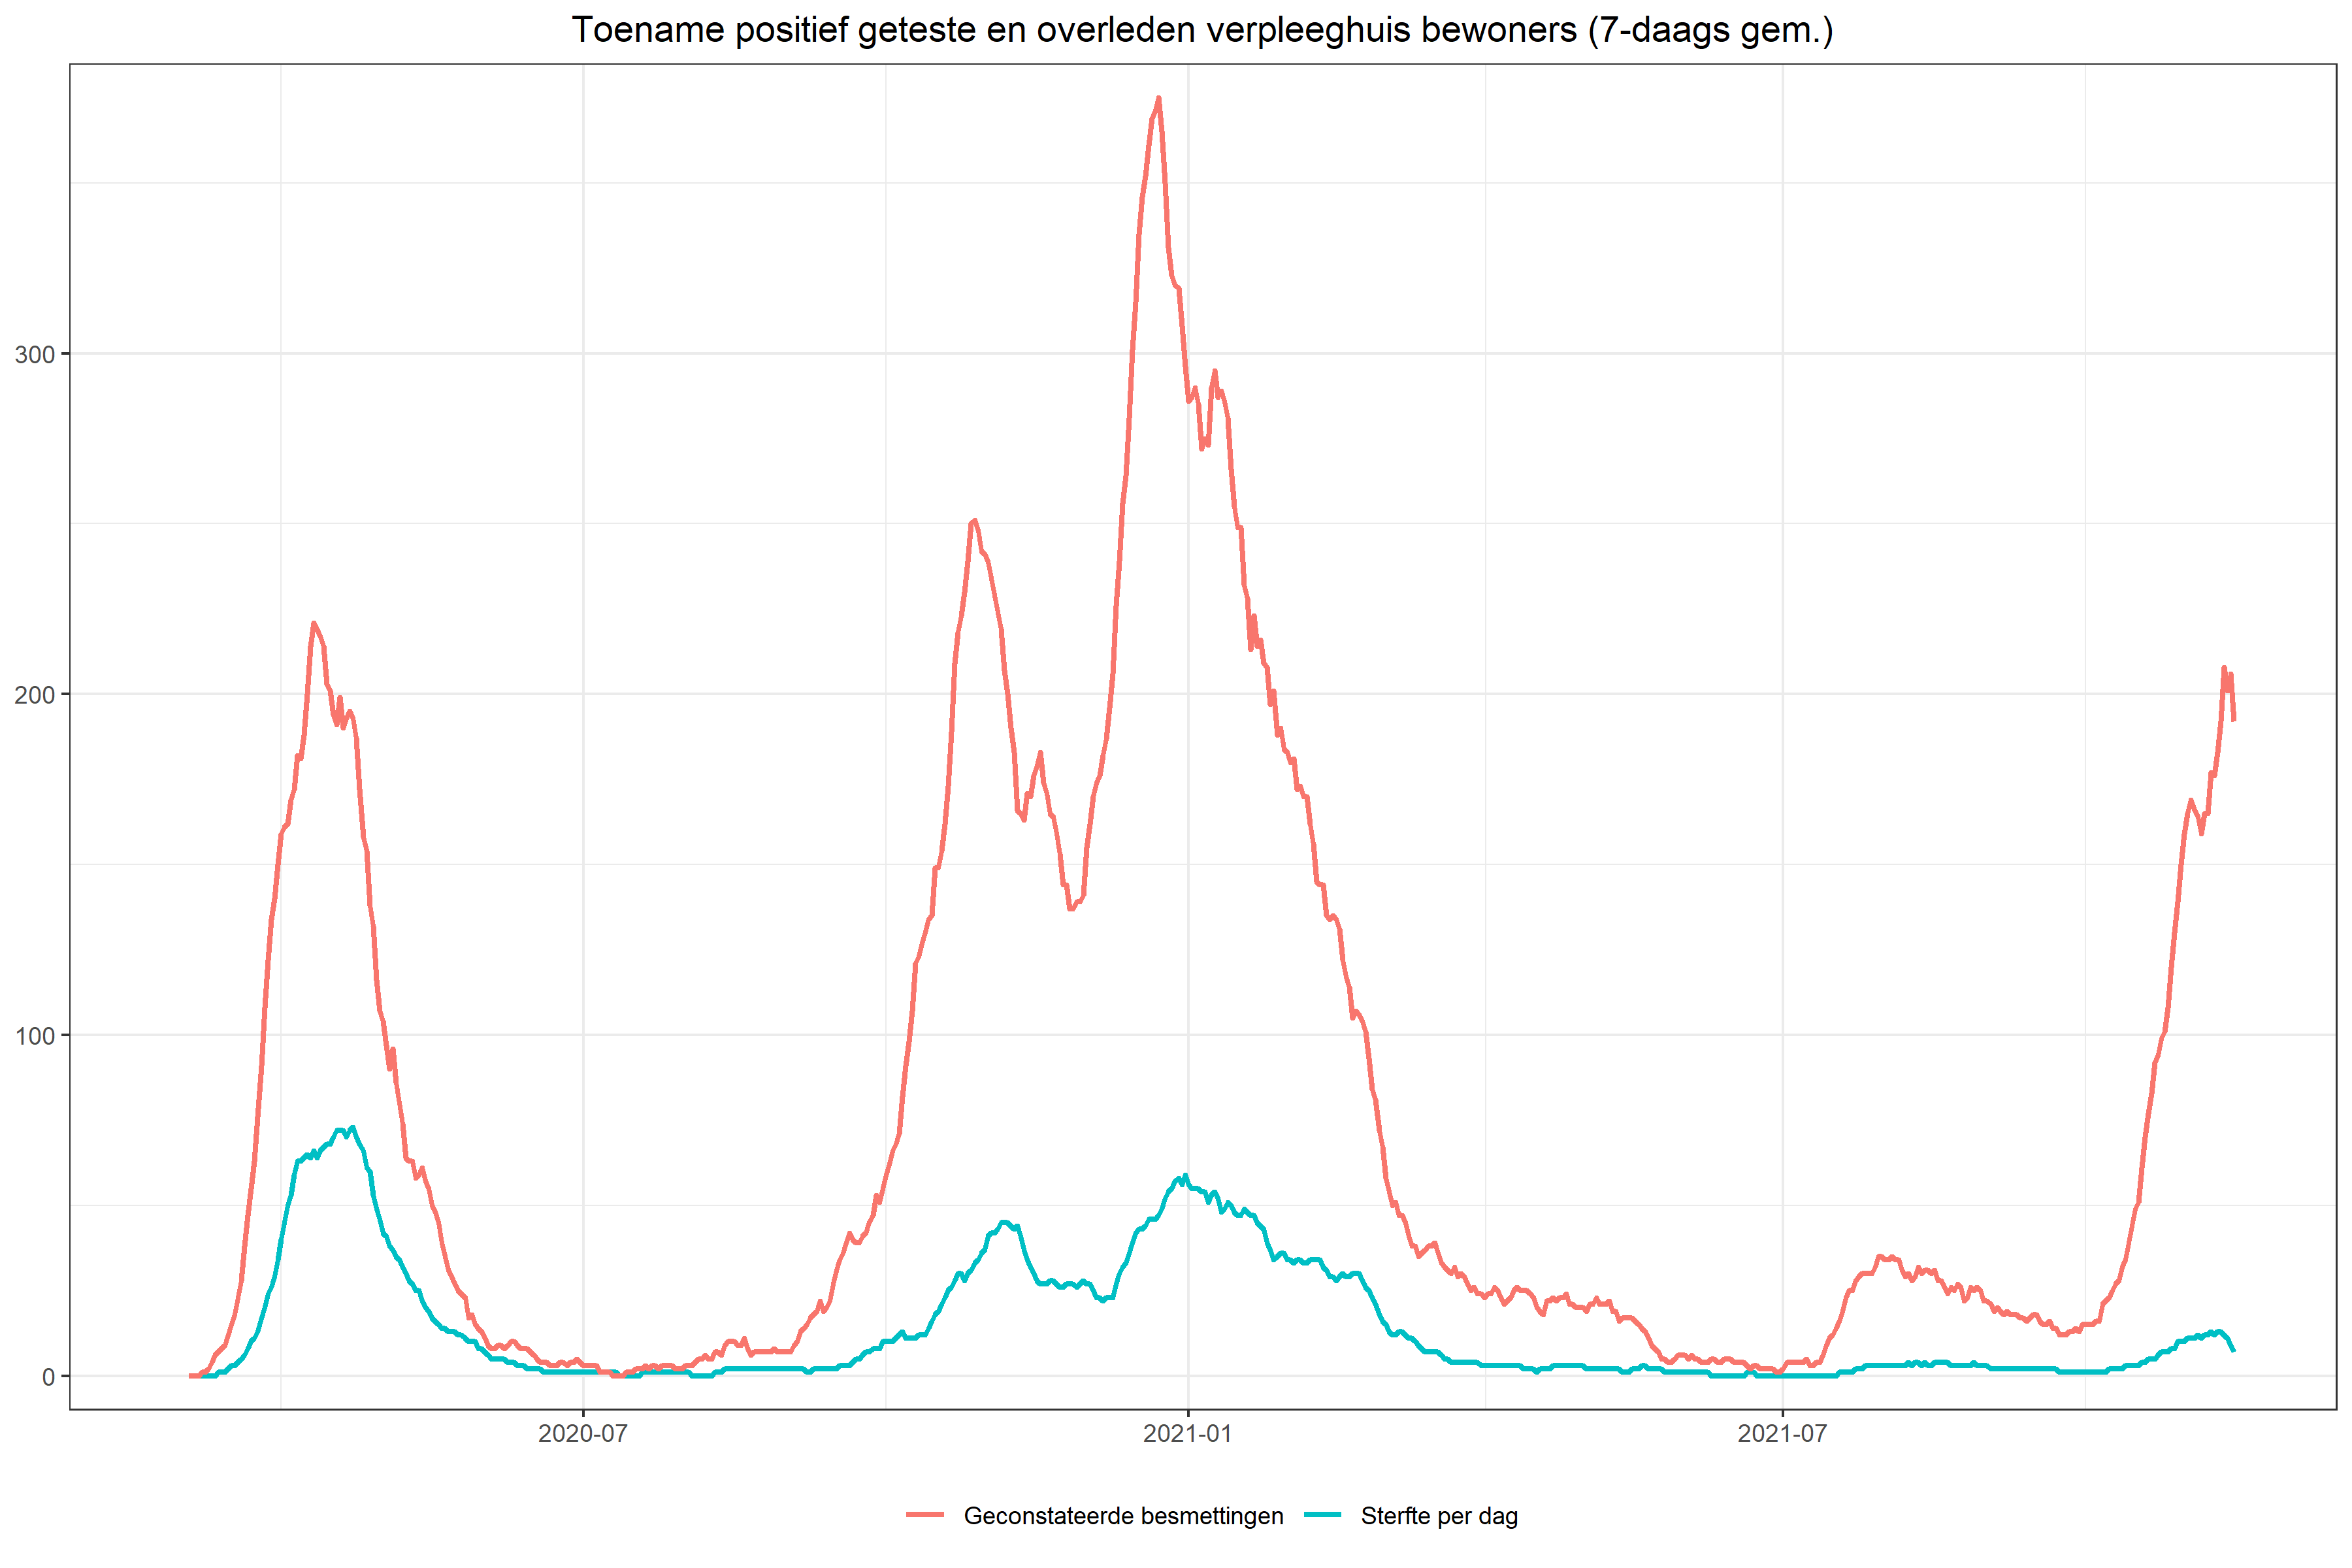 Toename positief geteste en overleden verpleeghuis bewoners (7-daags gem.)
300
200
100
0
2020-07
2021-01
2021-07
Geconstateerde besmettingen
Sterfte per dag